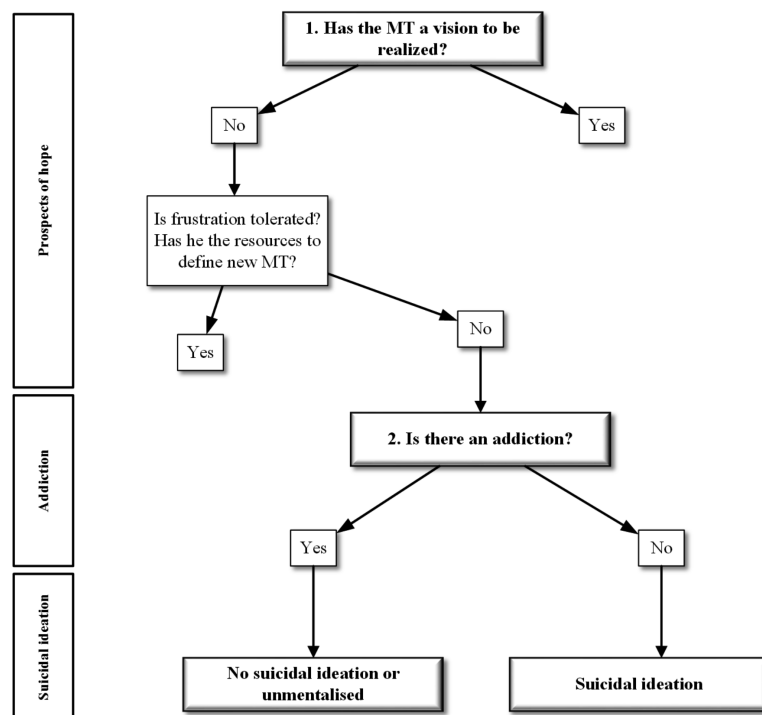 1. Has the MT a vision to be
realized?
No
Yes
Is frustration tolerated?
Has he the resources to
define new MT?
Yes
No
2. Is there an addiction?
Yes
No
No suicidal ideation or
unmentalised
Suicidal ideation
Prospects of hope
Addiction
Suicidal ideation